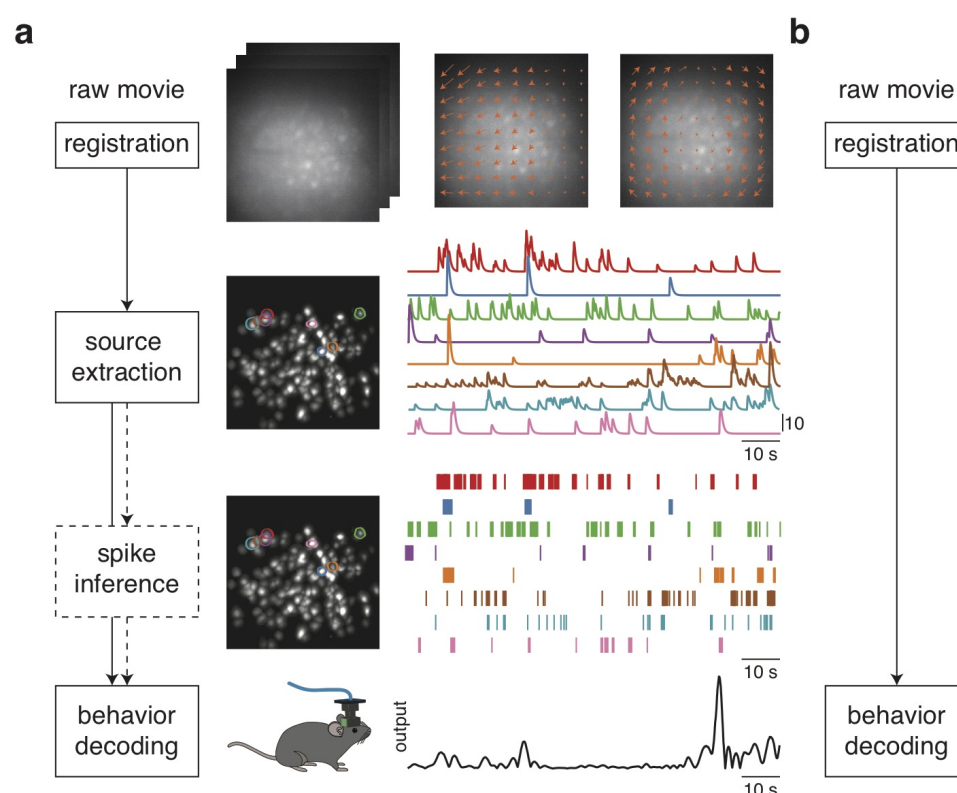 a
raw movie
registration
source
extraction
10
10 s
spike
inference
10 s
behavior
decoding
output
10 s
b
raw movie
registration
behavior
decoding